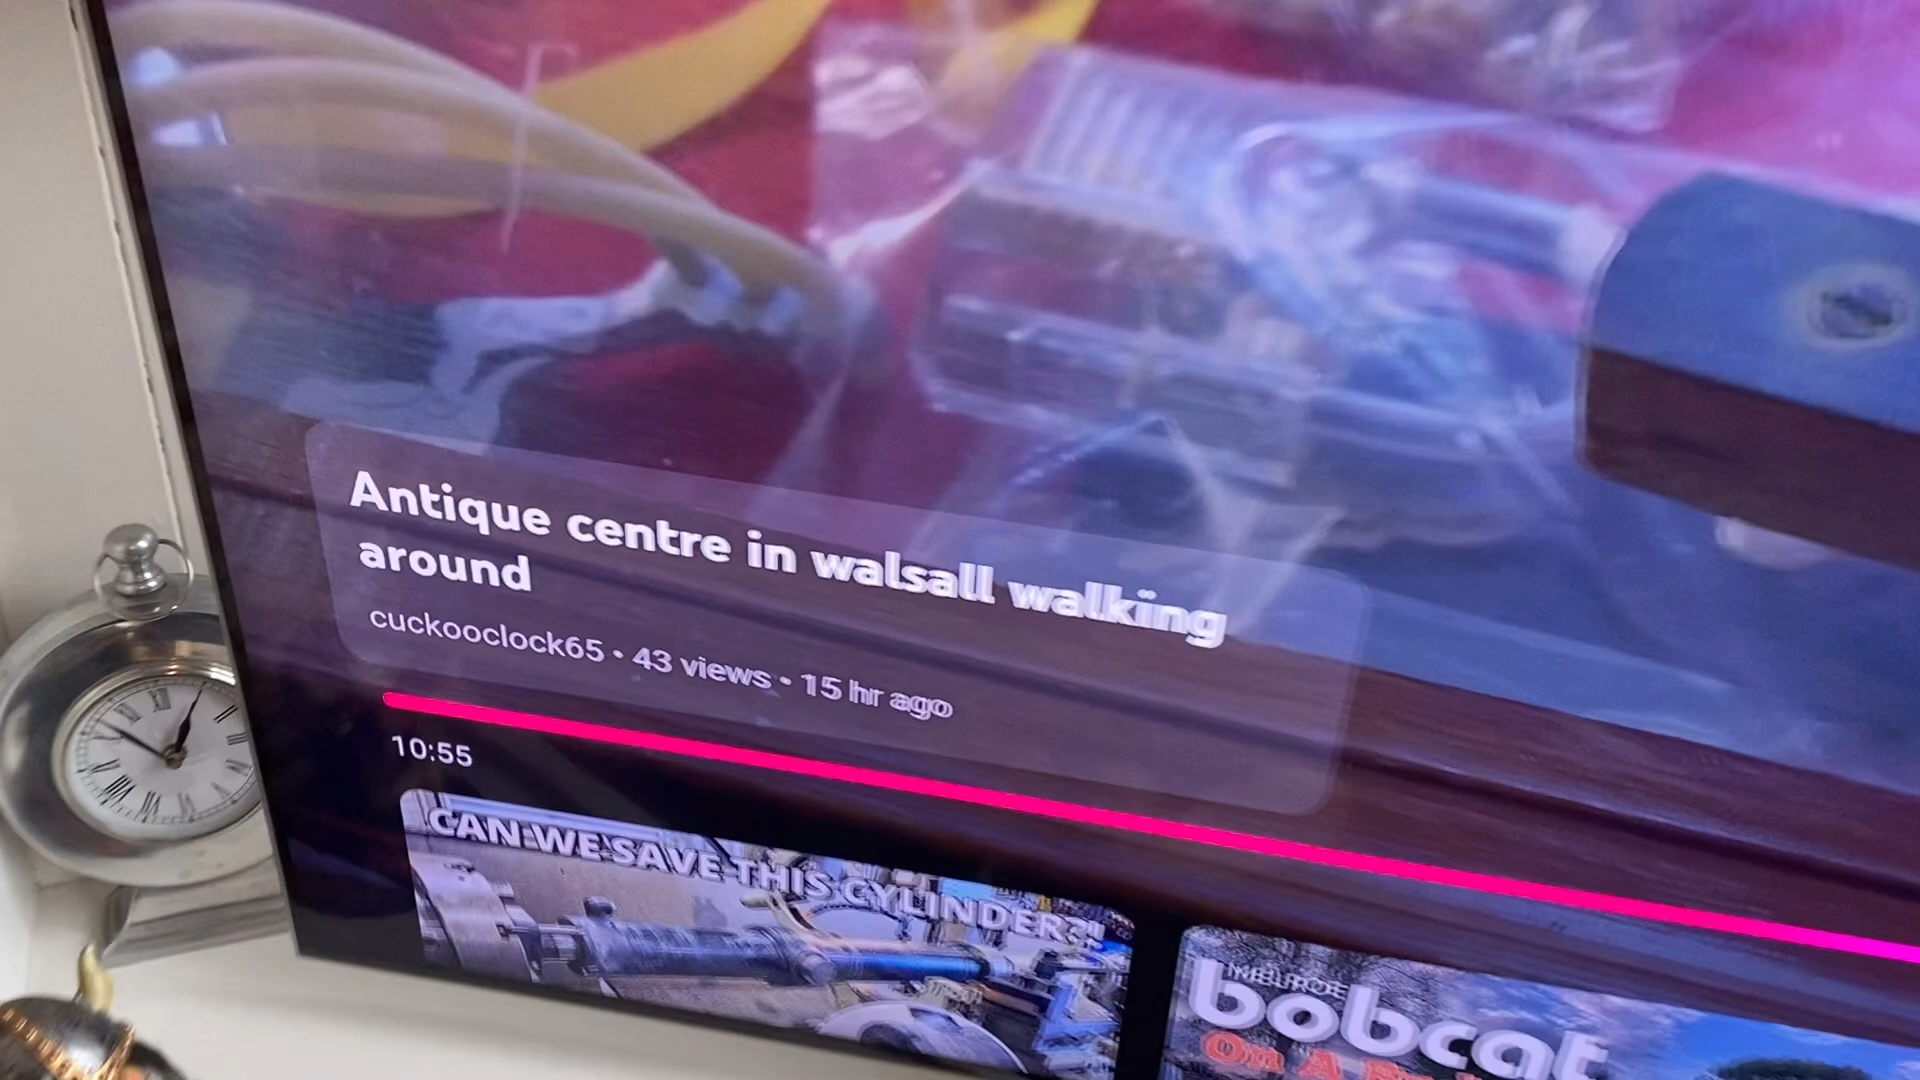 Antique centre in walsall walking
around
cuckooclock65 • 43 views • 15 hr ago
10:55
CAN WE SAVE THIS CYLINDER?!
bobcat
On A